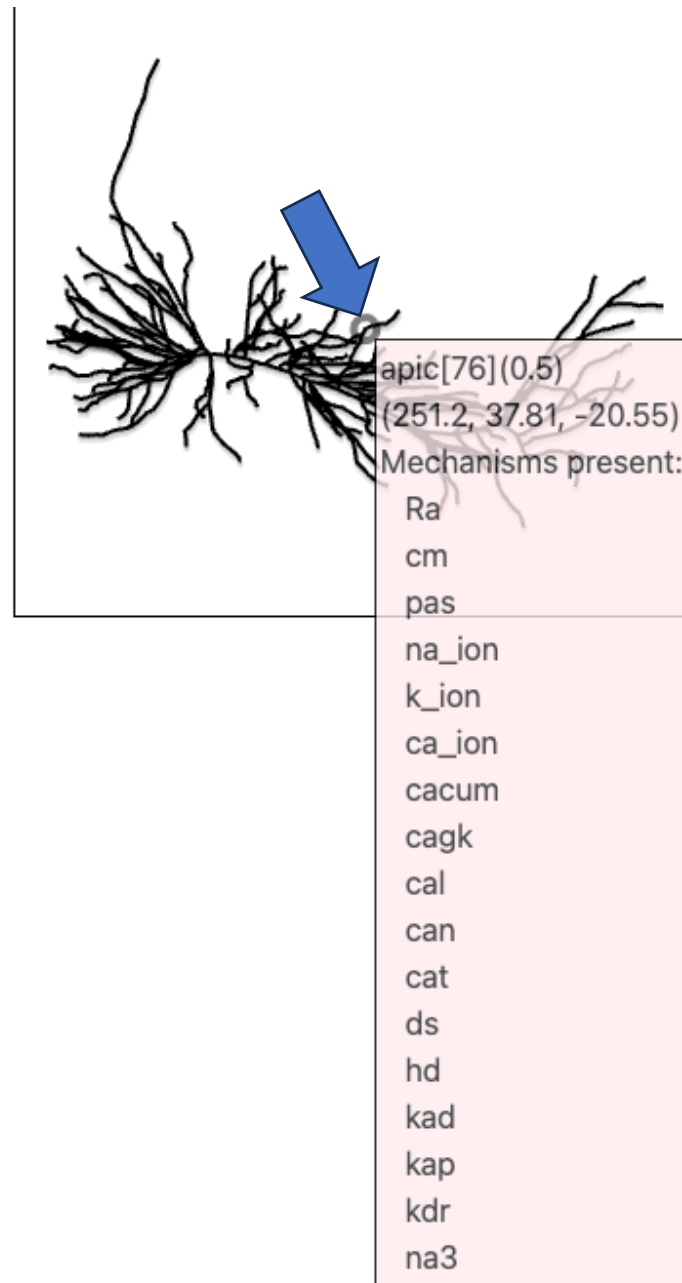 apic[76](0.5)
(251.2, 37.81, -20.55)
Mechanisms present:
Ra
cm
pas
na_ion
k_ion
ca_ion
cacum
cagk
cal
can
cat
ds
hd
kad
kap
kdr
na3